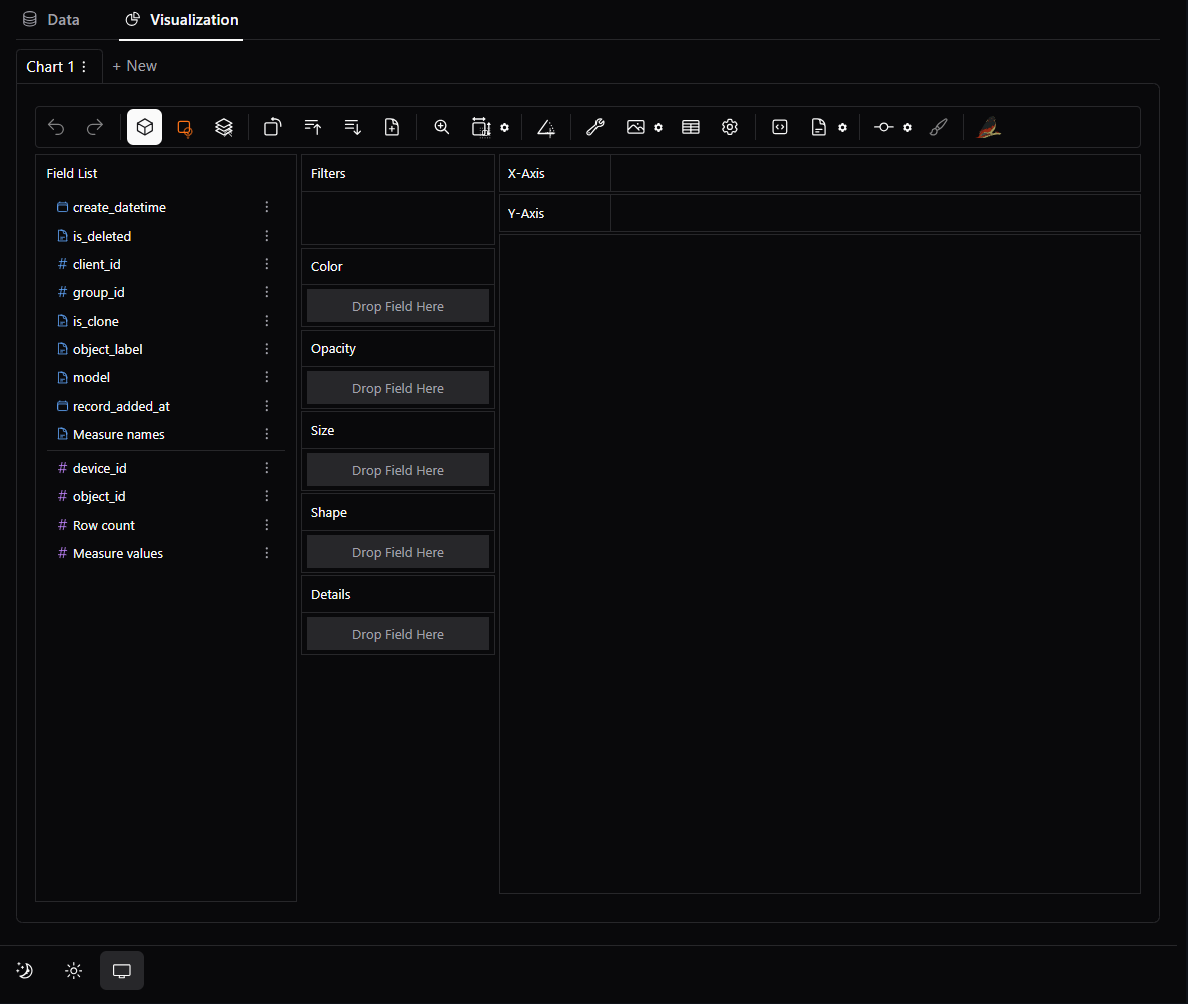 Data
Visualization
Chart 1
+ New
Field List
create_datetime
is_deleted
client_id
group_id
is_clone
object_label
model
record_added_at
Measure names
device_id
object_id
Row count
Measure values
Filters
Color
Drop Field Here
Opacity
Drop Field Here
Size
Drop Field Here
Shape
Drop Field Here
Details
Drop Field Here
X-Axis
Y-Axis